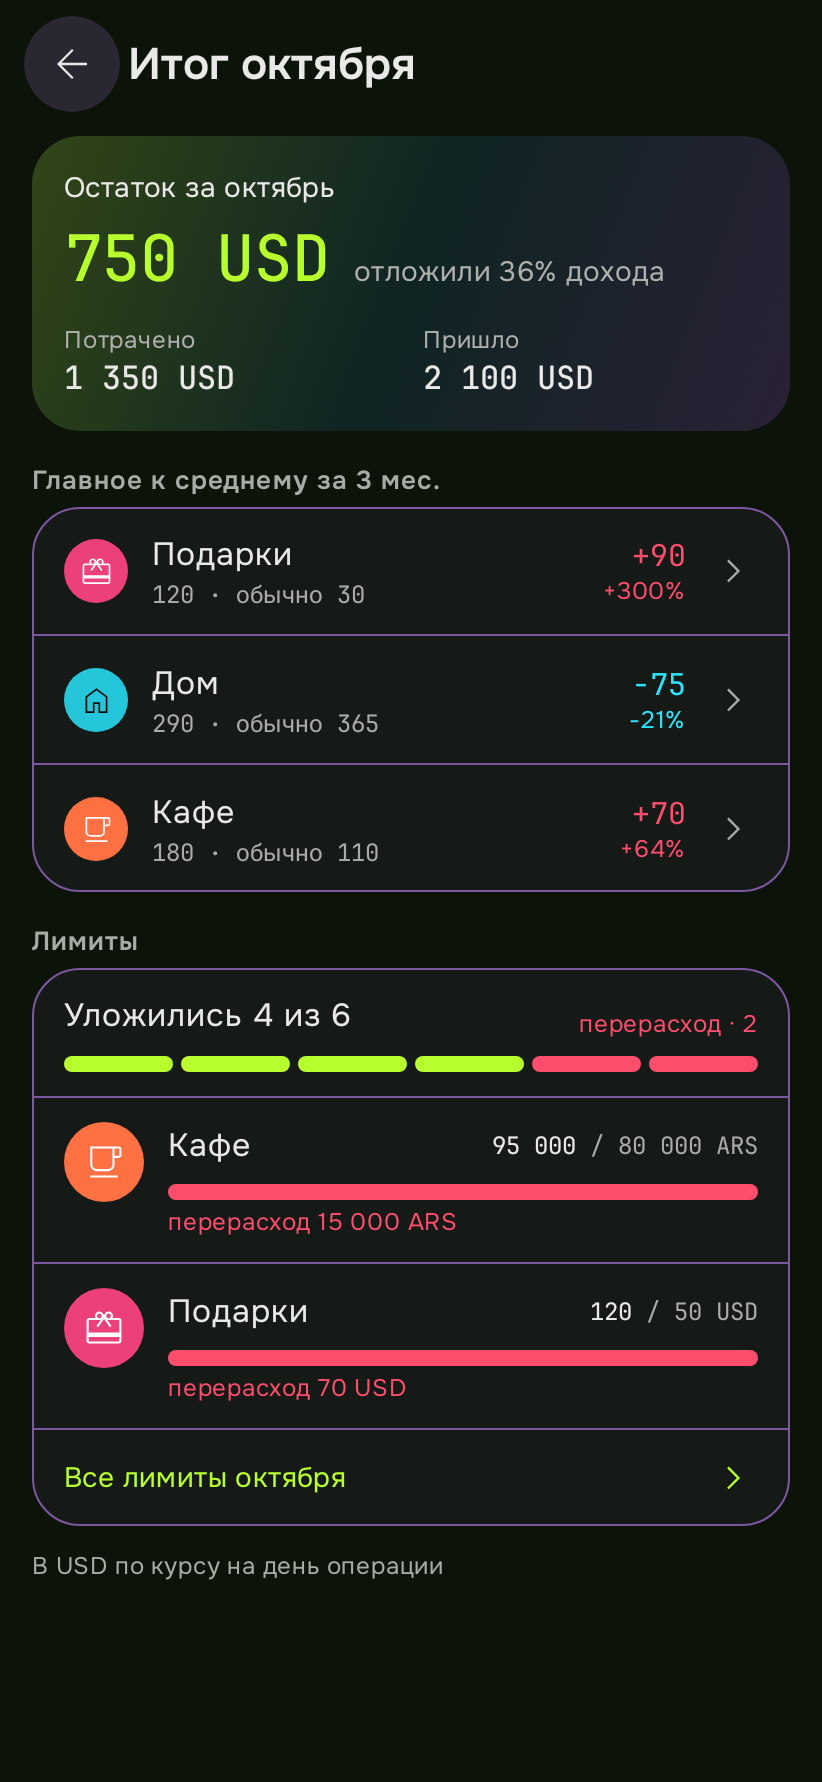 Итог октября
Остаток за октябрь
750 USD отложили 36% дохода
Потрачено Пришло
1 350 USD 2 100 USD
Главное к среднему за 3 мес.
Подарки +90
120 · обычно 30 +300%
Дом -75
290 · обычно 365 -21%
Кафе +70
180 · обычно 110 +64%
Лимиты
Уложились 4 из 6 перерасход · 2
Кафе 95 000 / 80 000 ARS
перерасход 15 000 ARS
Подарки 120 / 50 USD
перерасход 70 USD
Все лимиты октября
В USD по курсу на день операции